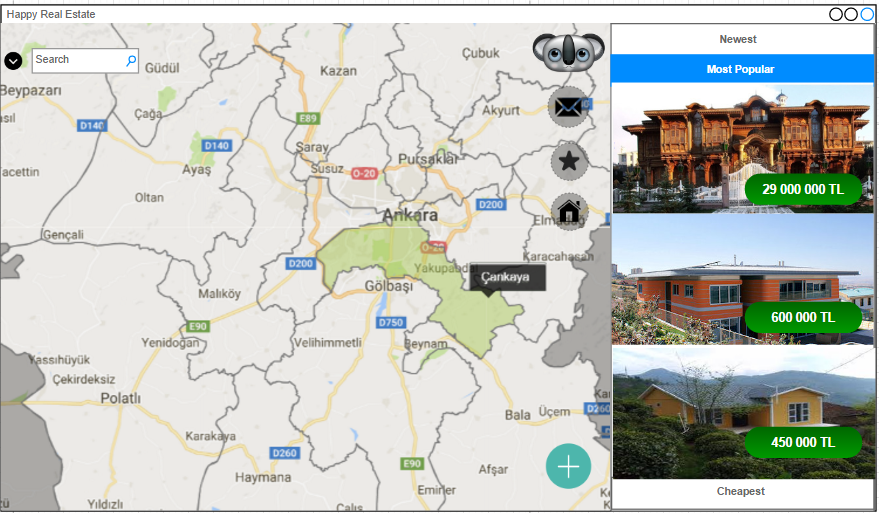 Happy Real Estate
Search
Newest
Most Popular
29 000 000 TL
600 000 TL
450 000 TL
Cheapest
Çubuk
Güdül
Kazan
Beypazarı
Çağa
Akyurt
E89
D140
D140
Saray
Pursaklar
Ayaş
Susuz
O-20
Oltan
D200
Ankara
Gençali
O-20
Karacahasan
D200
Çankaya
Gölbaşı
Malıköy
D750
E90
Yenidoğan
Velihimmetli
Beynam
Yassıhüyük
Çekirdeksiz
Polatlı
Bala
Üçem
D260
Karakaya
D260
E90
Afşar
Haymana
Emirler
Yıldızlı
Çalış